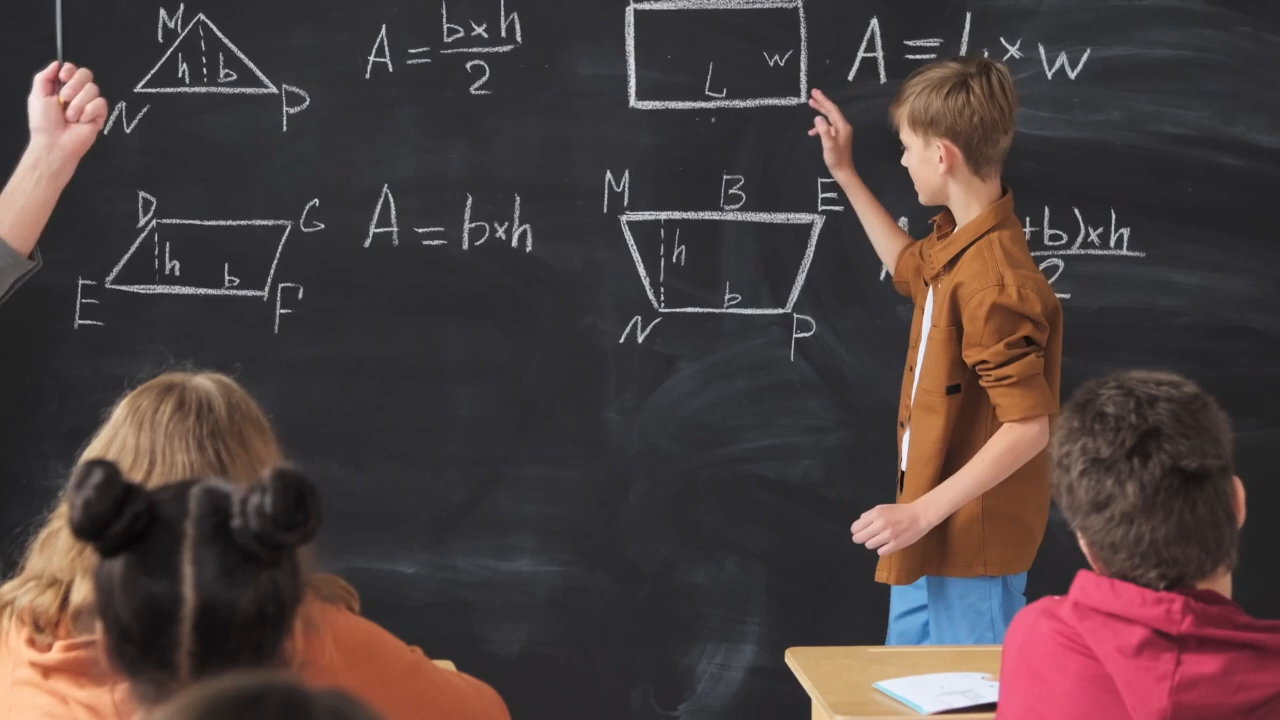 M
h b
N P
A = b×h
2
W
L
A = L × W
D G
h b
E F
A = b×h
M B E
h
b
N P
+b)×h
2